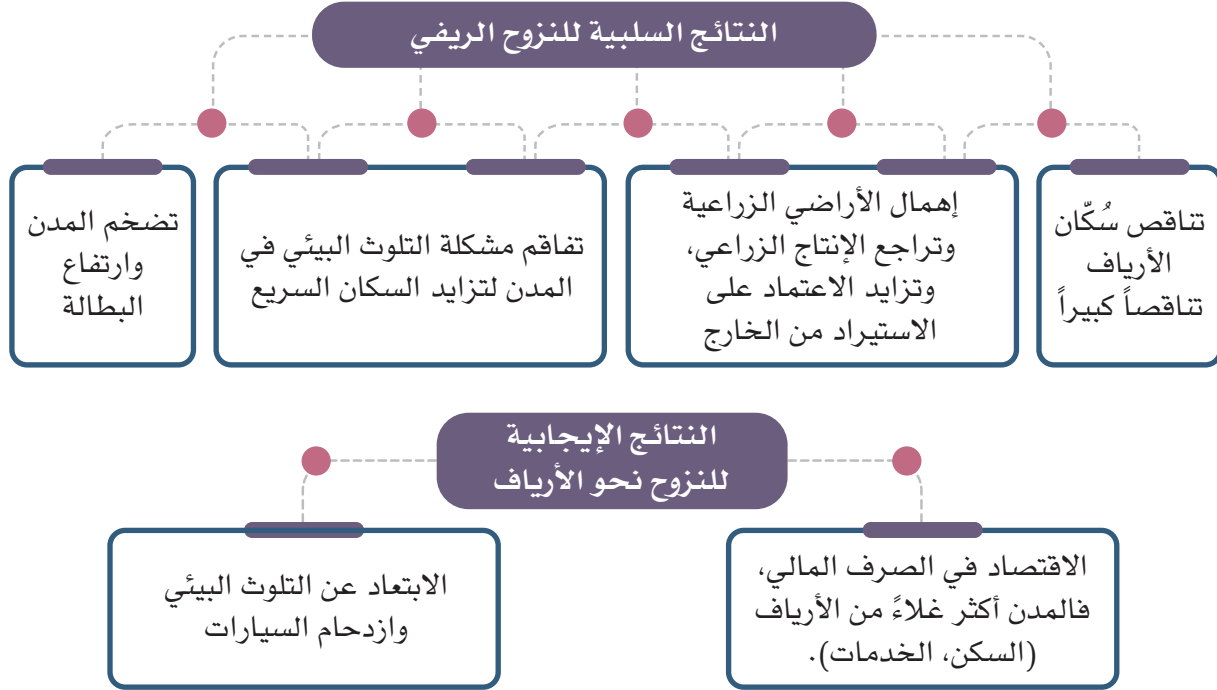 النتائج السلبية للنزوح الريفي
تناقص سُكّان
الأرياف
تناقصاً كبيراً
إهمال الأراضي الزراعية
وتراجع الإنتاج الزراعي،
وتزايد الاعتماد على
الاستيراد من الخارج
تفاقم مشكلة التلوث البيئي في
المدن لتزايد السكان السريع
تضخم المدن
وارتفاع
البطالة
النتائج الإيجابية
للنزوح نحو الأرياف
الاقتصاد في الصرف المالي،
فالمدن أكثر غلاءً من الأرياف
(السكن، الخدمات).
الابتعاد عن التلوث البيئي
وازدحام السيارات